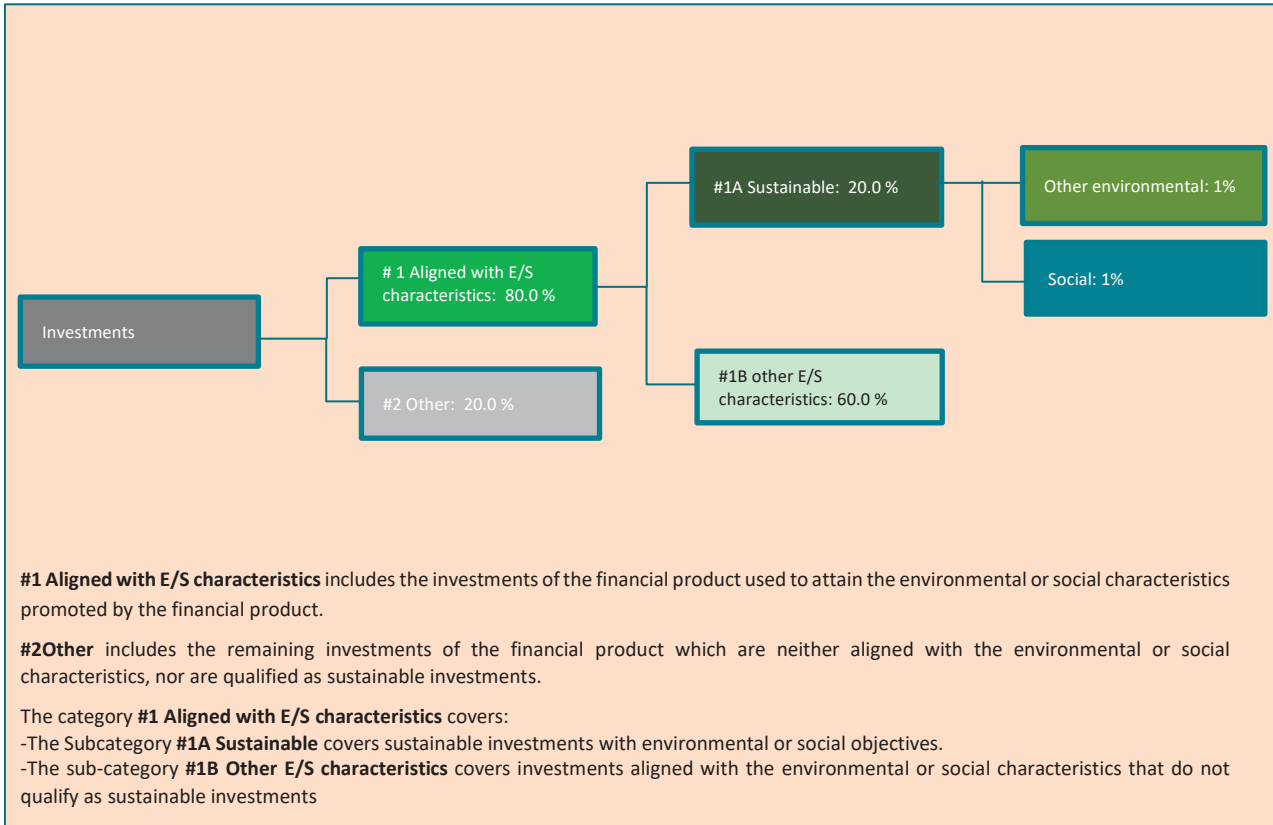 #1A Sustainable:  20.0 %
Other environmental: 1%
# 1 Aligned with E/S
characteristics:  80.0 %
Social: 1%
Investments
#1B other E/S
characteristics: 60.0 %
#2 Other:  20.0 %
#1 Aligned with E/S characteristics includes the investments of the financial product used to attain the environmental or social characteristics
promoted by the financial product.
#2Other includes the remaining investments of the financial product which are neither aligned with the environmental or social
characteristics, nor are qualified as sustainable investments.
The category #1 Aligned with E/S characteristics covers:
-The Subcategory #1A Sustainable covers sustainable investments with environmental or social objectives.
-The sub-category #1B Other E/S characteristics covers investments aligned with the environmental or social characteristics that do not
qualify as sustainable investments